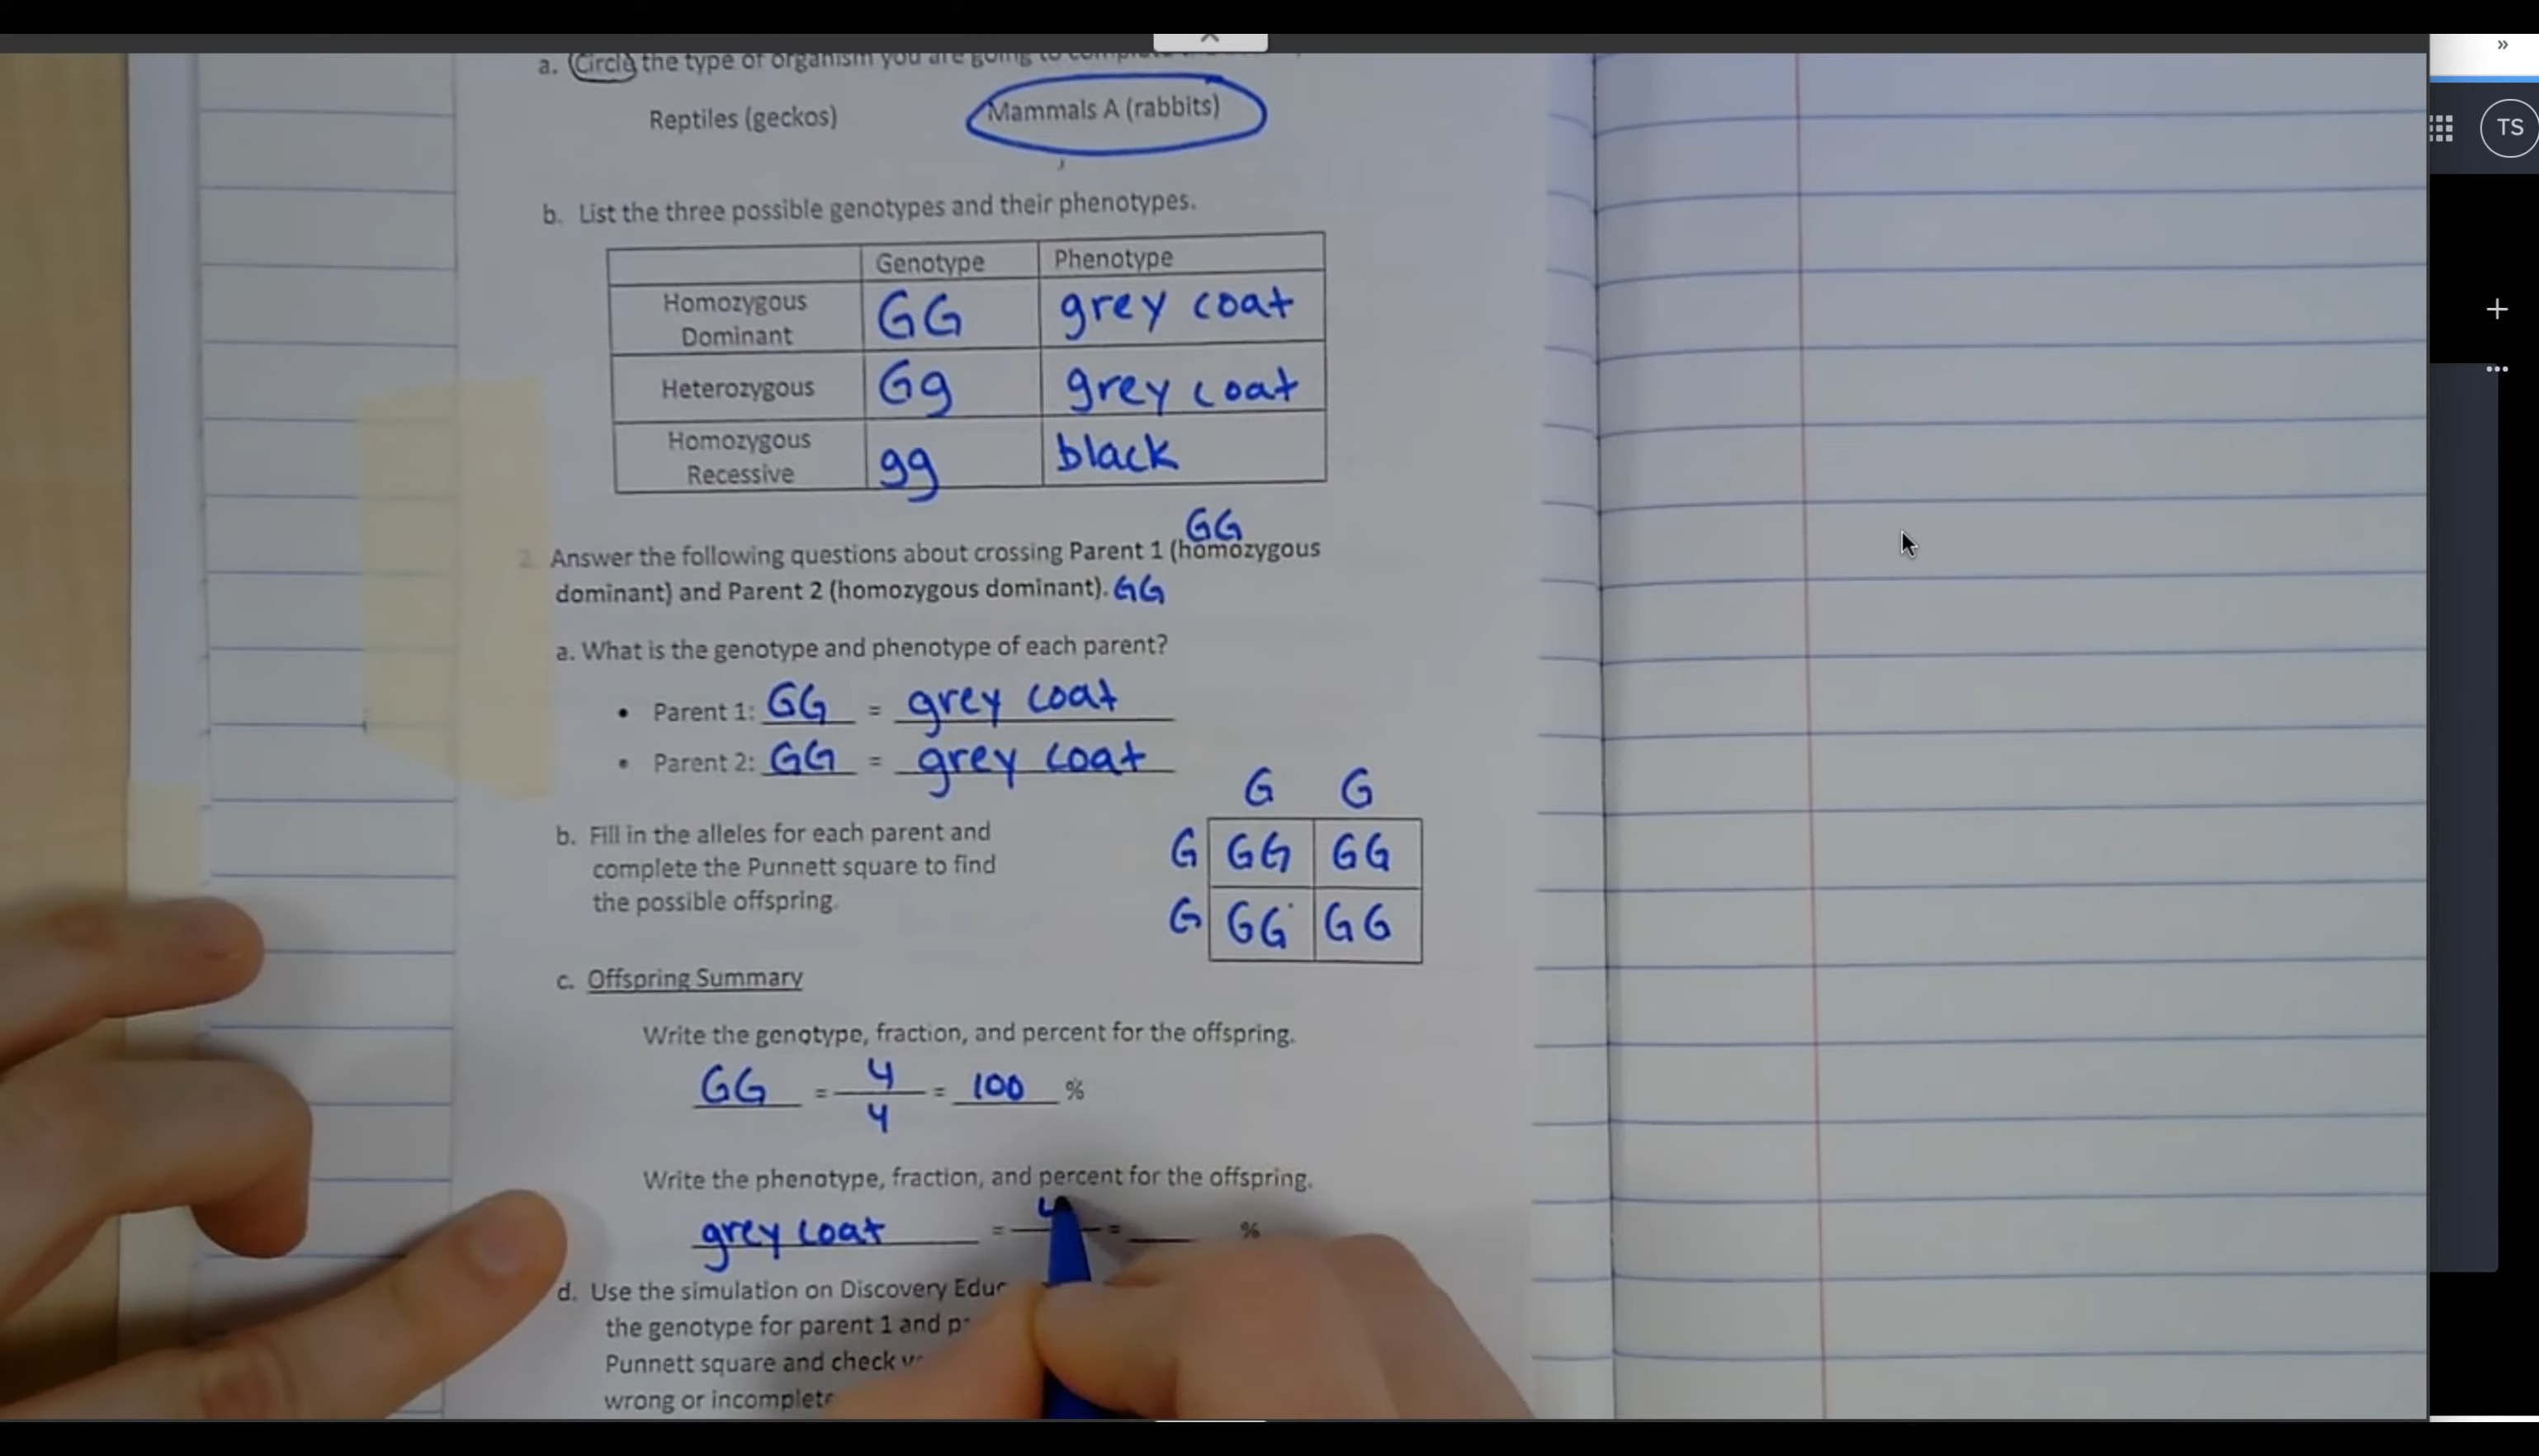 a. Circle the type of organism you are going to
Reptiles (geckos) Mammals A (rabbits)
b. List the three possible genotypes and their phenotypes.
Genotype Phenotype
Homozygous Dominant GG grey coat
Heterozygous Gg grey coat
Homozygous Recessive gg black
GG
2. Answer the following questions about crossing Parent 1 (homozygous
dominant) and Parent 2 (homozygous dominant). GG
a. What is the genotype and phenotype of each parent?
• Parent 1: GG = grey coat
• Parent 2: GG = grey coat
G G
b. Fill in the alleles for each parent and
complete the Punnett square to find
the possible offspring.
G GG GG
G GG GG
c. Offspring Summary
Write the genotype, fraction, and percent for the offspring.
GG = 4/4 = 100 %
Write the phenotype, fraction, and percent for the offspring.
grey coat = 4 = %
d. Use the simulation on Discovery
the genotype for parent 1 and
Punnett square and check
wrong or
TS